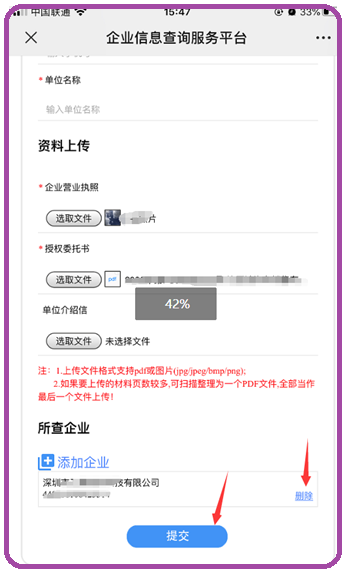 中国联通
15:47
33%
企业信息查询服务平台
* 单位名称
输入单位名称
资料上传
* 企业营业执照
选取文件
片
* 授权委托书
选取文件 pdf
42%
单位介绍信
选取文件 未选择文件
注：1.上传文件格式支持pdf或图片(jpg/jpeg/bmp/png);
2.如果要上传的材料页数较多,可扫描整理为一个PDF文件,全部当作
最后一个文件上传!
所查企业
添加企业
深圳 技有限公司
删除
提交